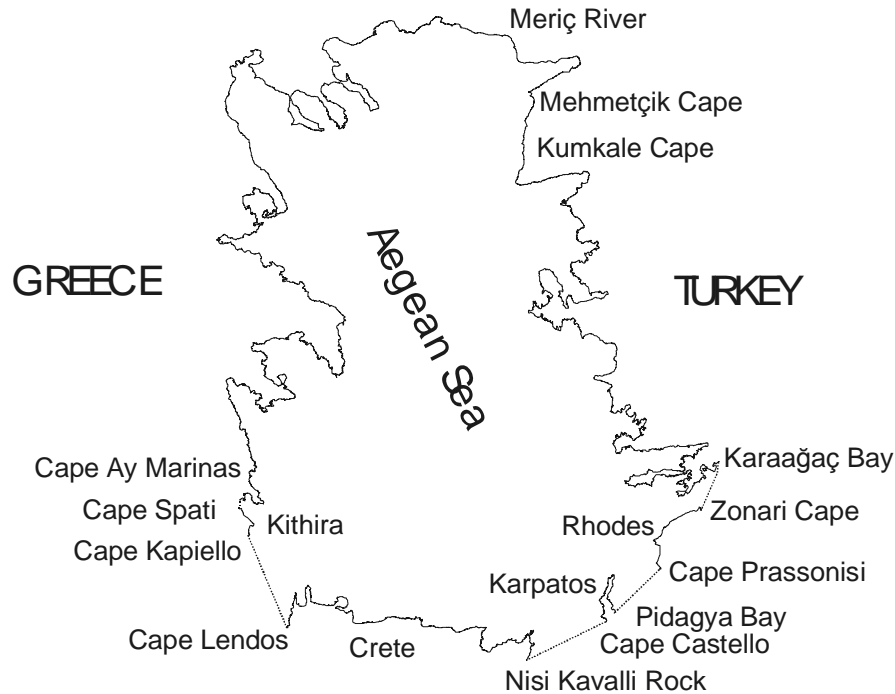 Meriç River
Mehmetçik Cape
Kumkale Cape
Aegean Sea
GREECE
TURKEY
Cape Ay Marinas
Karaağaç Bay
Cape Spati
Kithira
Rhodes
Zonari Cape
Cape Kapiello
Karpatos
Cape Prassonisi
Pidagya Bay
Cape Lendos
Crete
Cape Castello
Nisi Kavalli Rock